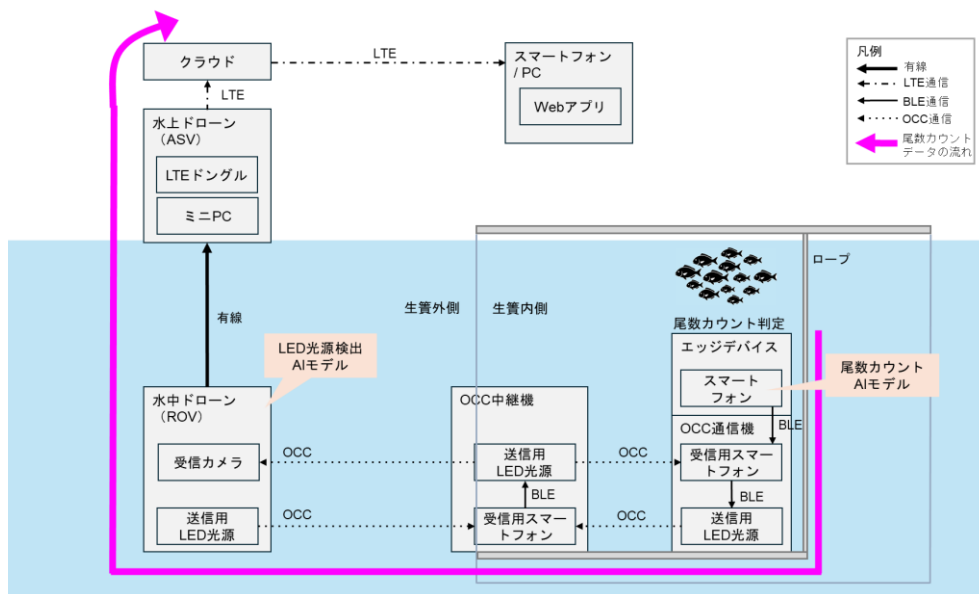 クラウド
LTE
スマートフォン
/ PC
Webアプリ
凡例
有線
LTE通信
BLE通信
OCC通信
尾数カウント
データの流れ
LTE
水上ドローン
（ASV）
LTEドングル
ミニPC
ロープ
有線
生簀外側
生簀内側
尾数カウント判定
LED光源検出
AIモデル
エッジデバイス
スマート
フォン
尾数カウント
AIモデル
水中ドローン
（ROV）
OCC中継機
BLE
OCC通信機
受信カメラ
OCC
送信用
LED光源
OCC
受信用スマ
ートフォン
BLE
BLE
送信用
LED光源
OCC
受信用スマ
ートフォン
OCC
送信用
LED光源